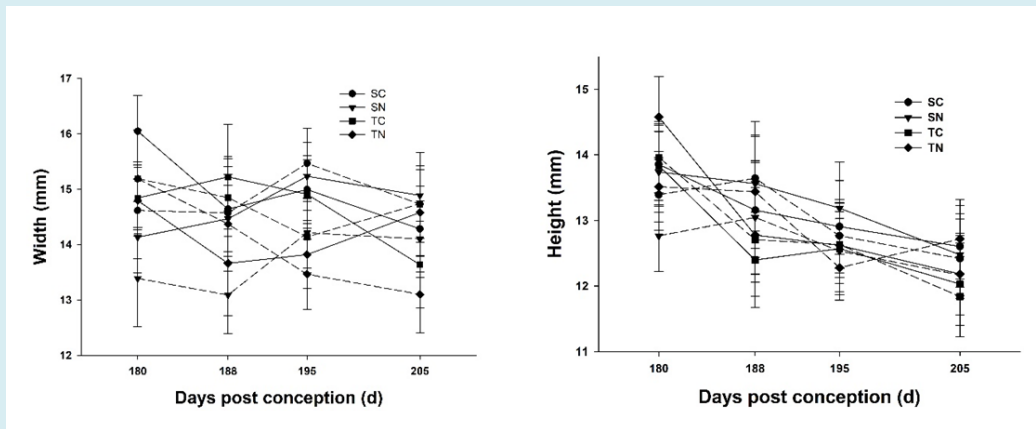 17
16
15
14
13
12
Width (mm)
SC
SN
TC
TN
180
188
195
205
Days post conception (d)
15
14
13
12
11
Height (mm)
SC
SN
TC
TN
180
188
195
205
Days post conception (d)